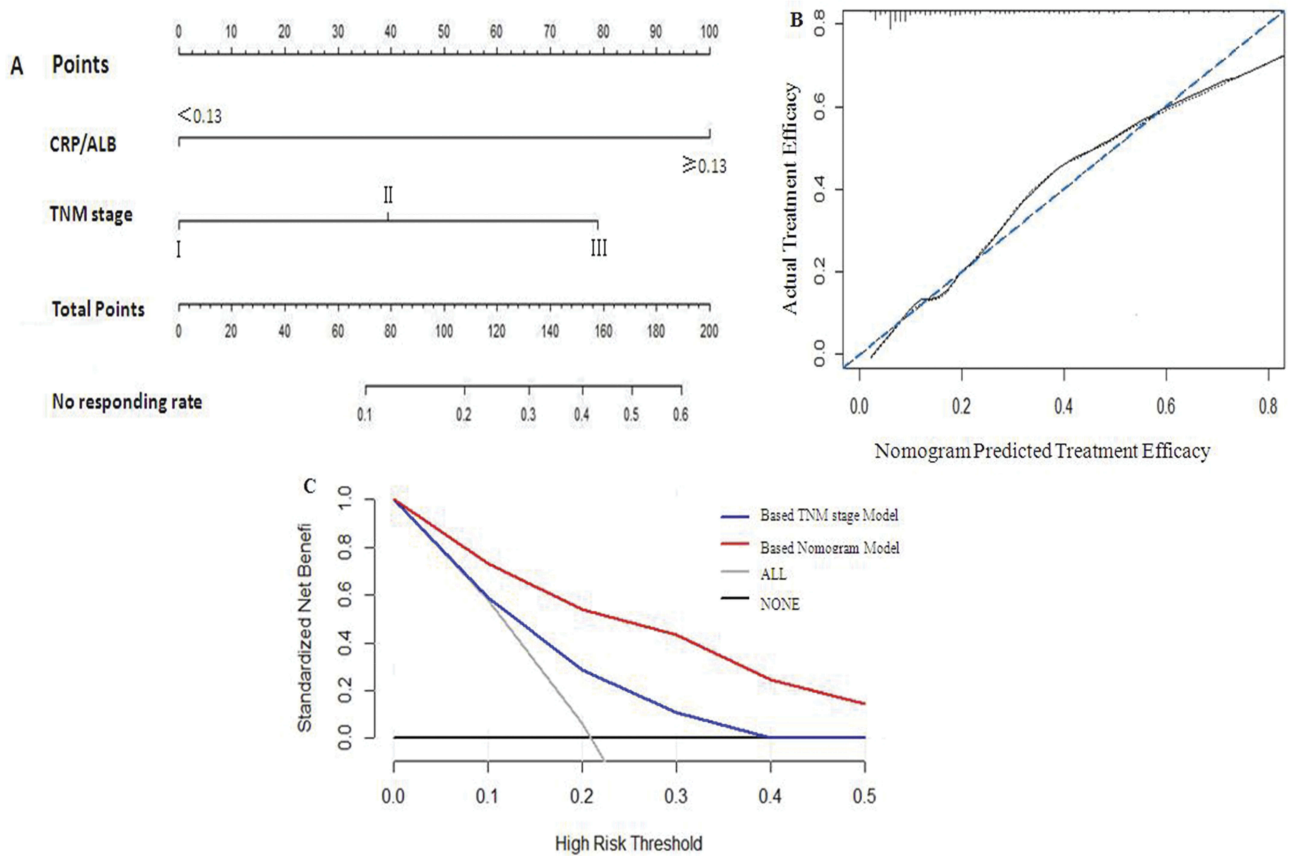 A
Points
0 10 20 30 40 50 60 70 80 90 100
CRP/ALB
<0.13
≥0.13
TNM stage
I
II
III
Total Points
0 20 40 60 80 100 120 140 160 180 200
No responding rate
0.1 0.2 0.3 0.4 0.5 0.6
B
Actual Treatment Efficacy
0.0 0.2 0.4 0.6 0.8
0.0 0.2 0.4 0.6 0.8
Nomogram Predicted Treatment Efficacy
C
Standardized Net Benefi
0.0 0.2 0.4 0.6 0.8 1.0
Based TNM stage Model
Based Nomogram Model
ALL
NONE
0.0 0.1 0.2 0.3 0.4 0.5
High Risk Threshold